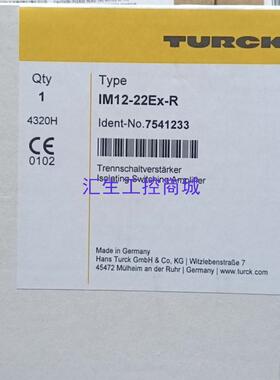 TURCK
Qty
1
4320H
CE
0102
Type
IM12-22Ex-R
Ident-No.7541233
汇生工控商城
Trennschaltverstärker
Isolating Switching Amplifier
Made in Germany
Hans Turck GmbH & Co, KG | Witzlebenstraße 7
45472 Mülheim an der Ruhr | Germany | www.turck.com